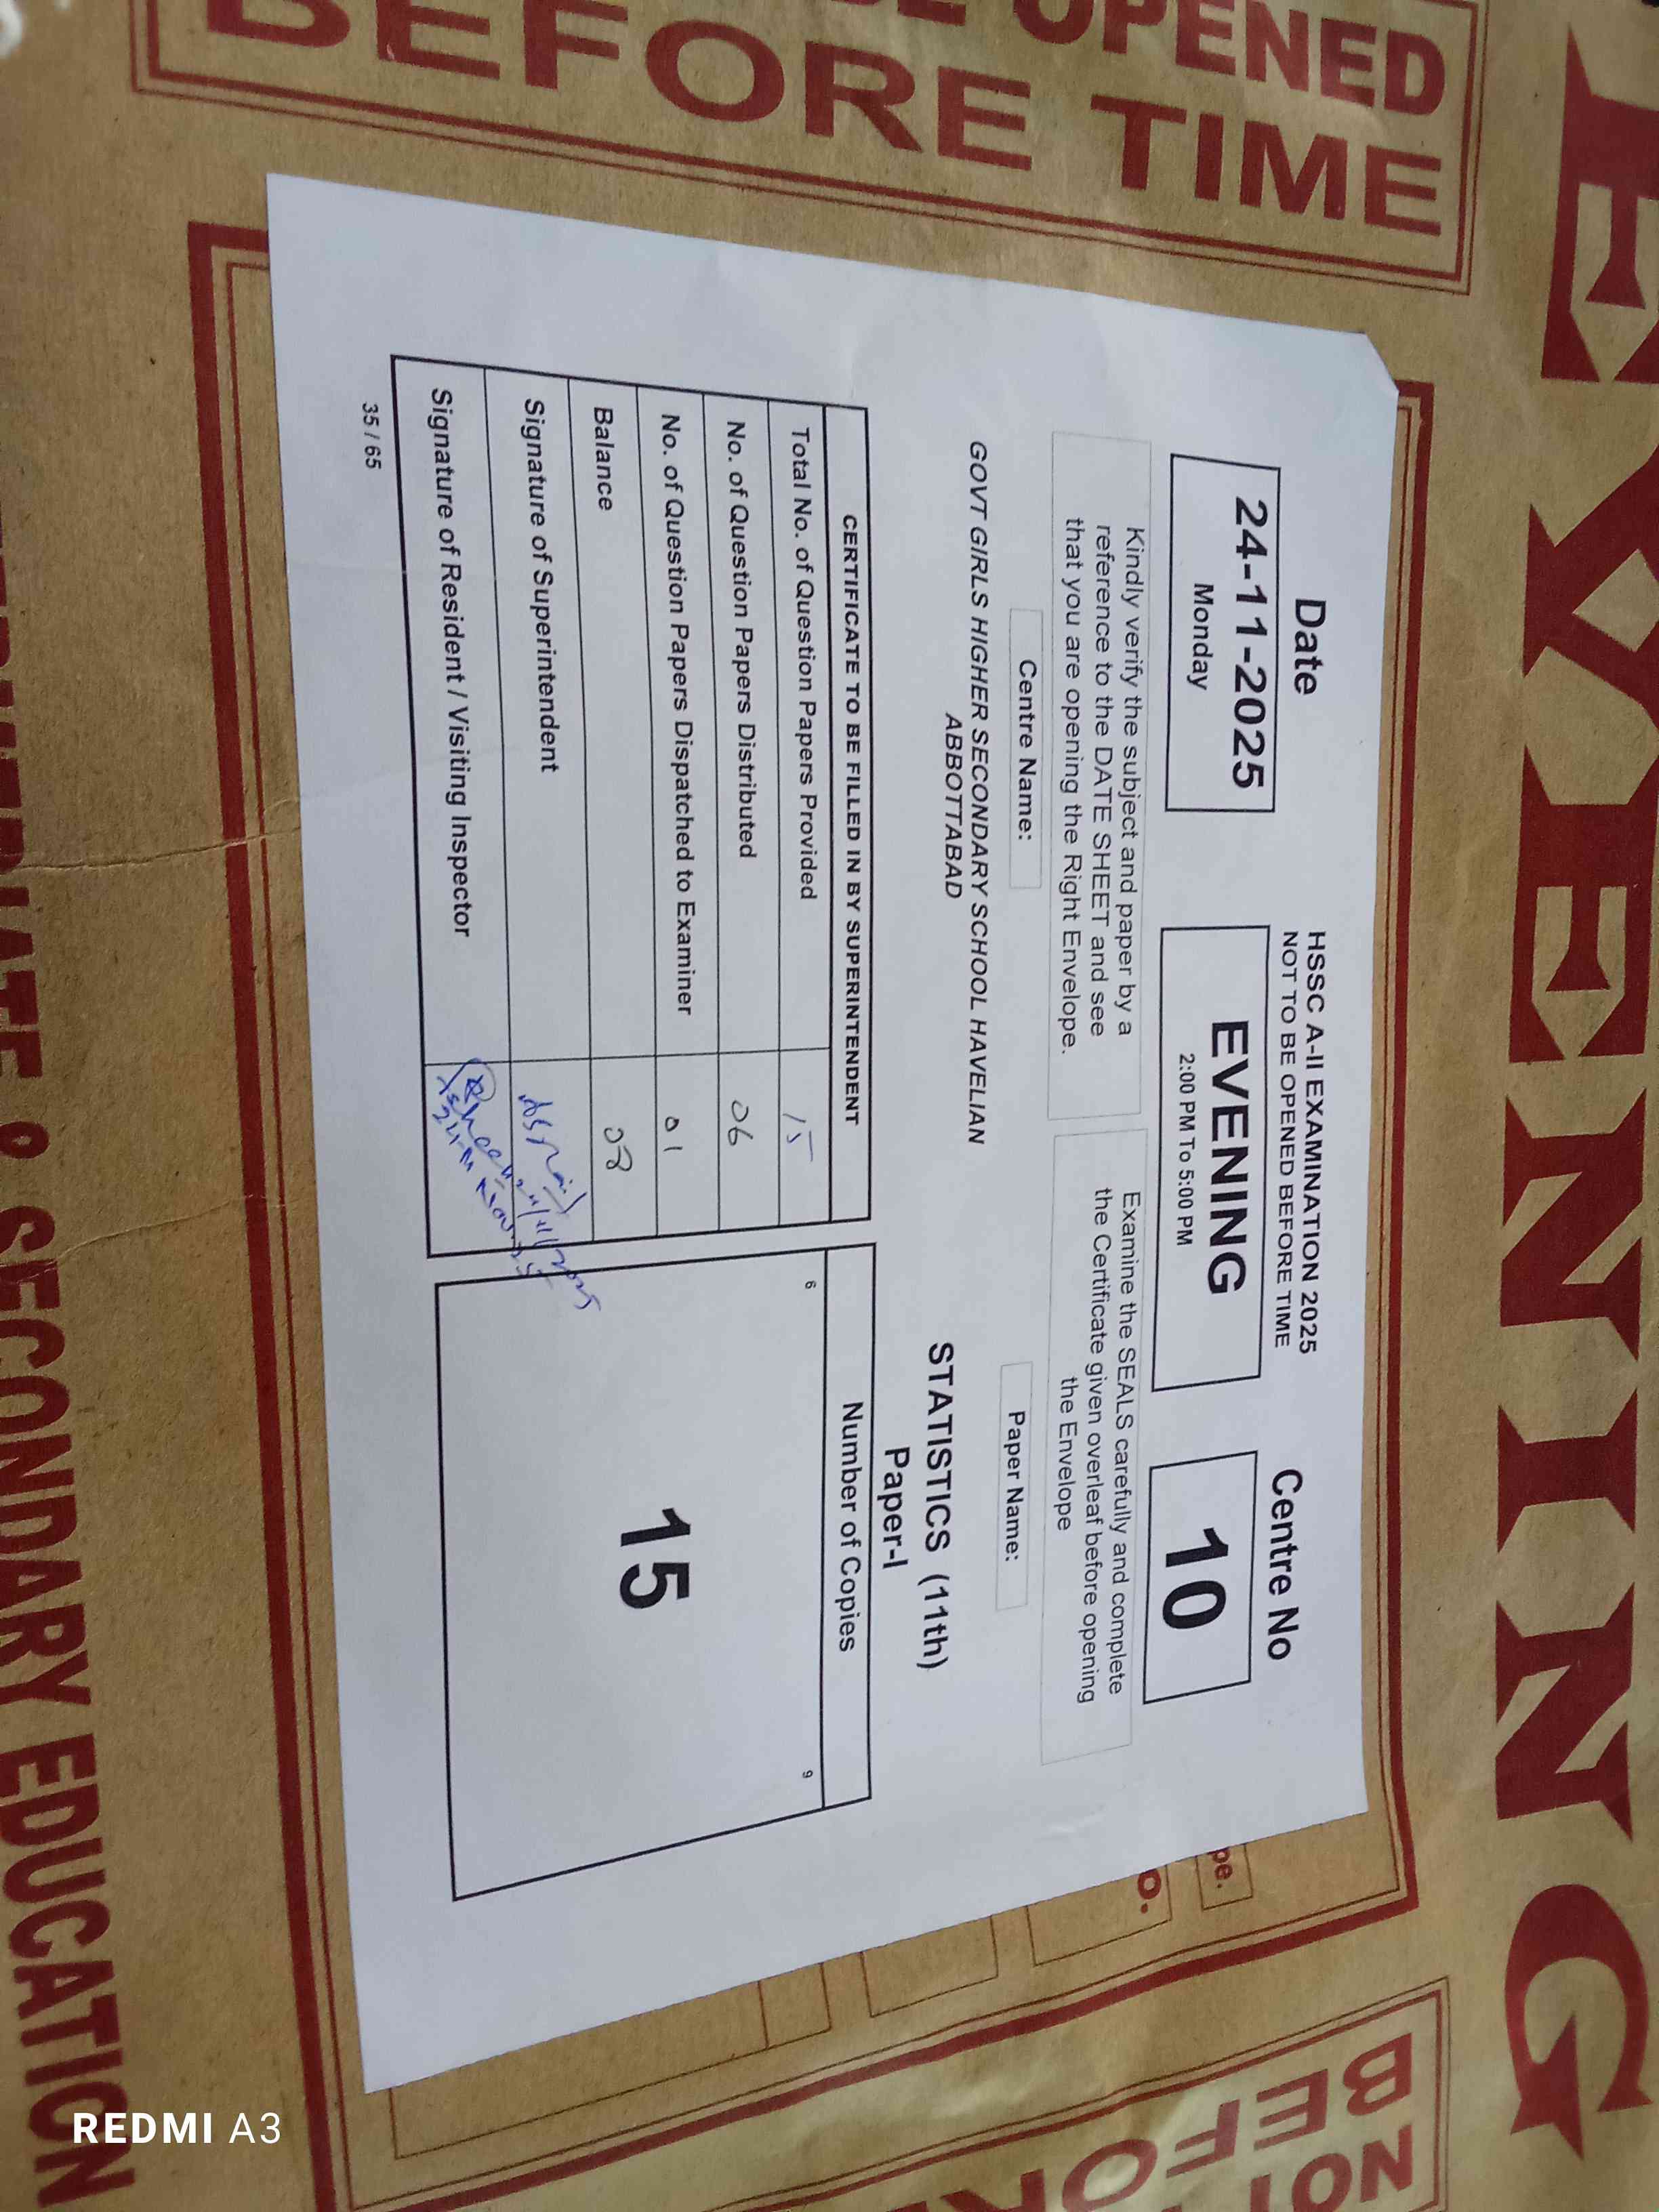 EVENING
OPENED
BEFORE TIME
Date
HSSC A-II EXAMINATION 2025
NOT TO BE OPENED BEFORE TIME
Centre No
24-11-2025
Monday
EVENING
2:00 PM To 5:00 PM
10
Kindly verify the subject and paper by a
reference to the DATE SHEET and see
that you are opening the Right Envelope.
Examine the SEALS carefully and complete
the Certificate given overleaf before opening
the Envelope
Centre Name:
Paper Name:
GOVT GIRLS HIGHER SECONDARY SCHOOL HAVELIAN
ABBOTTABAD
STATISTICS (11th)
Paper-I
CERTIFICATE TO BE FILLED IN BY SUPERINTENDENT
Total No. of Question Papers Provided 15
No. of Question Papers Distributed 06
No. of Question Papers Dispatched to Examiner 01
Balance 08
Signature of Superintendent
Signature of Resident / Visiting Inspector
Number of Copies
6 9
15
35 / 65
pe.
o.
NO
BEFO
& SECONDARY EDUCATION
REDMI A3